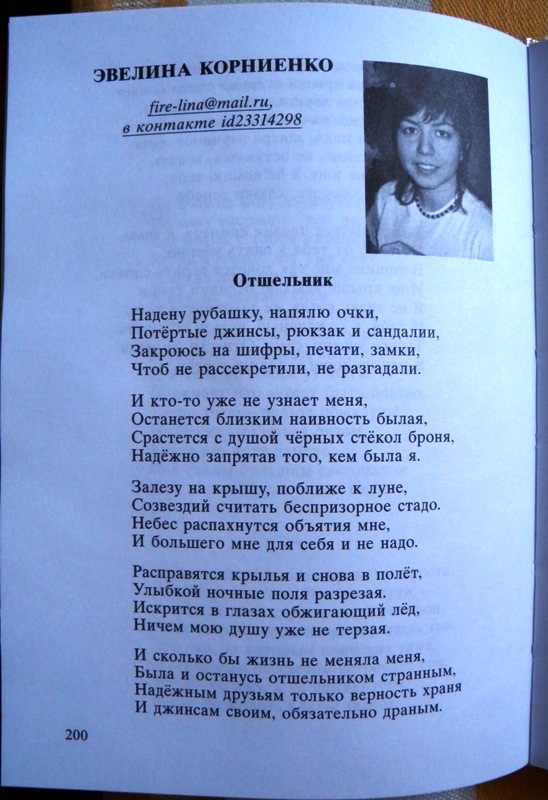 ЭВЕЛИНА КОРНИЕНКО
fire-lina@mail.ru,
в контакте id23314298
Отшельник
Надену рубашку, напялю очки,
Потёртые джинсы, рюкзак и сандалии,
Закроюсь на шифры, печати, замки,
Чтоб не рассекретили, не разгадали.
И кто-то уже не узнает меня,
Останется близким наивность былая,
Срастется с душой чёрных стёкол броня,
Надёжно запрятав того, кем была я.
Залезу на крышу, поближе к луне,
Созвездий считать беспризорное стадо.
Небес распахнутся объятия мне,
И большего мне для себя и не надо.
Расправятся крылья и снова в полёт,
Улыбкой ночные поля разрезая.
Искрится в глазах обжигающий лёд,
Ничем мою душу уже не терзая.
И сколько бы жизнь не меняла меня,
Была и останусь отшельником странным,
Надёжным друзьям только верность храня
И джинсам своим, обязательно драным.
200